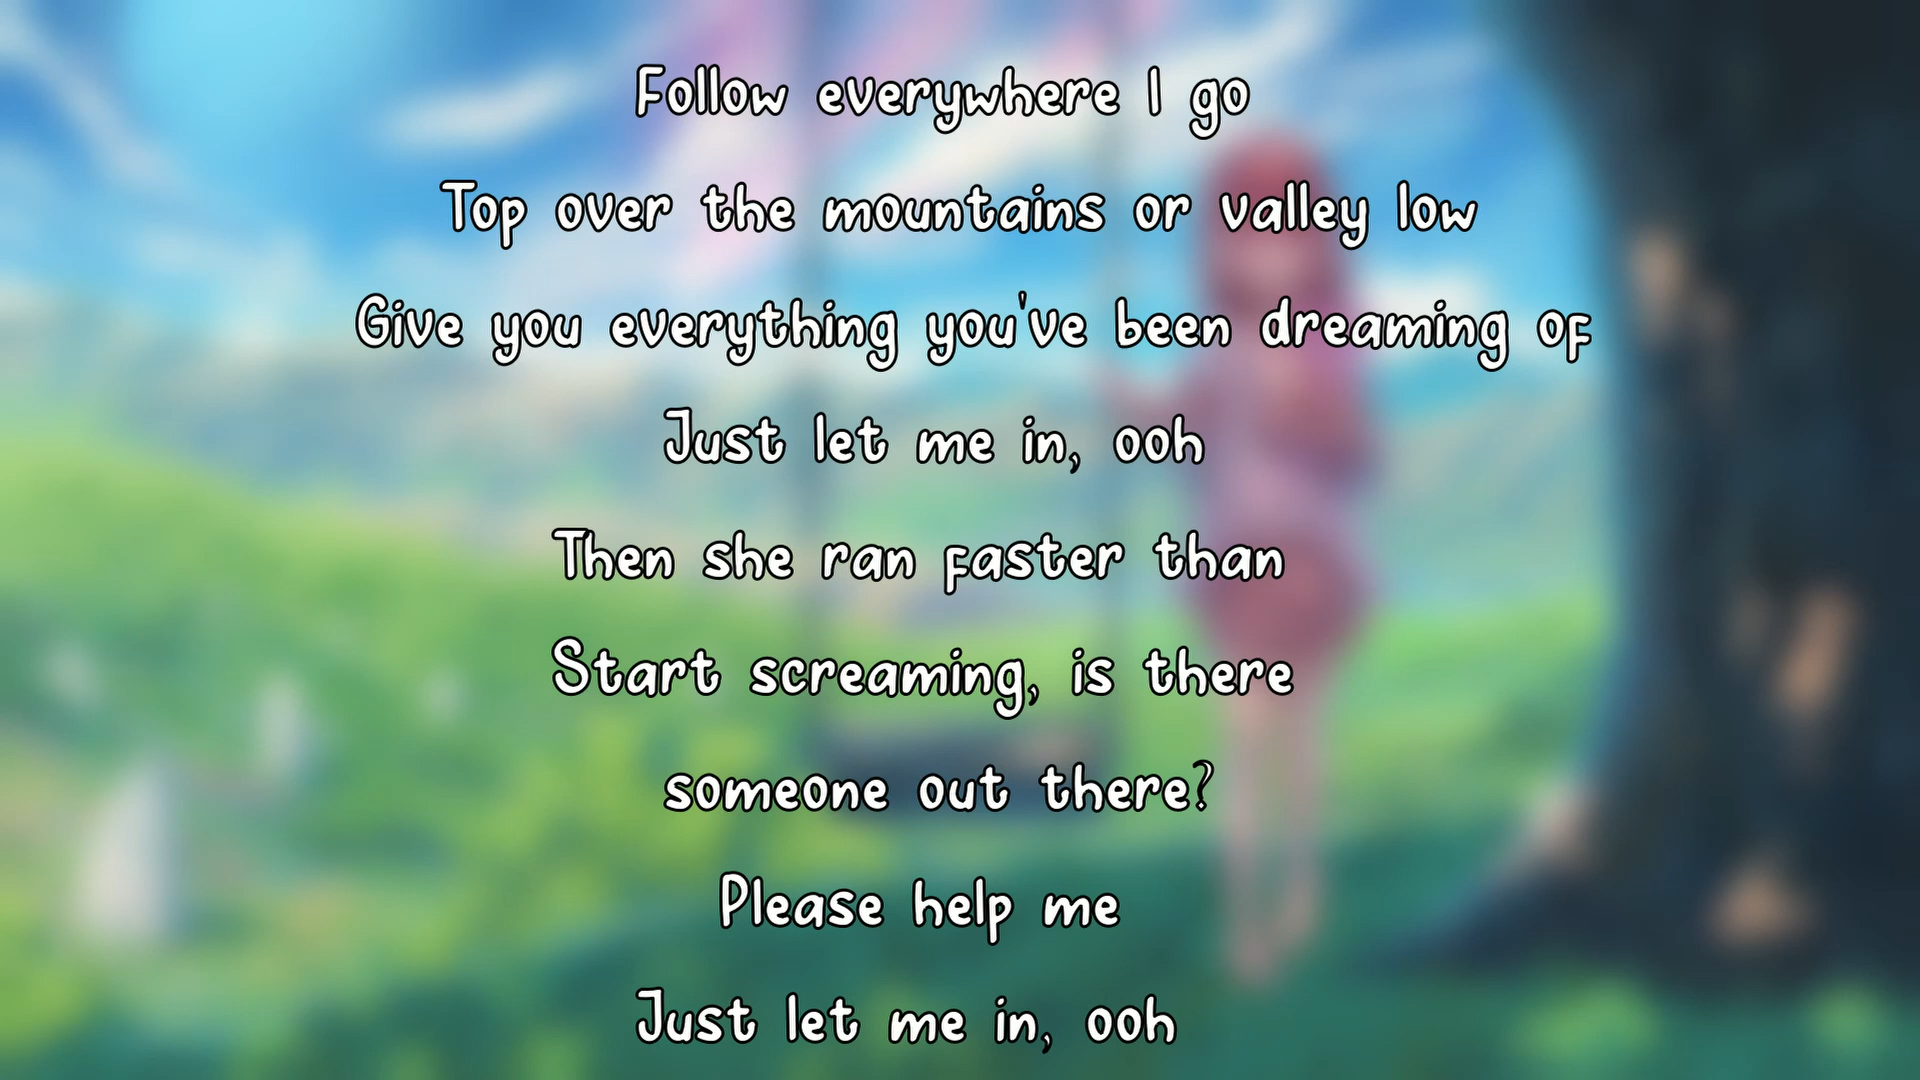 Follow everywhere I go
Top over the mountains or valley low
Give you everything you've been dreaming of
Just let me in, ooh
Then she ran faster than
Start screaming, is there
someone out there?
Please help me
Just let me in, ooh